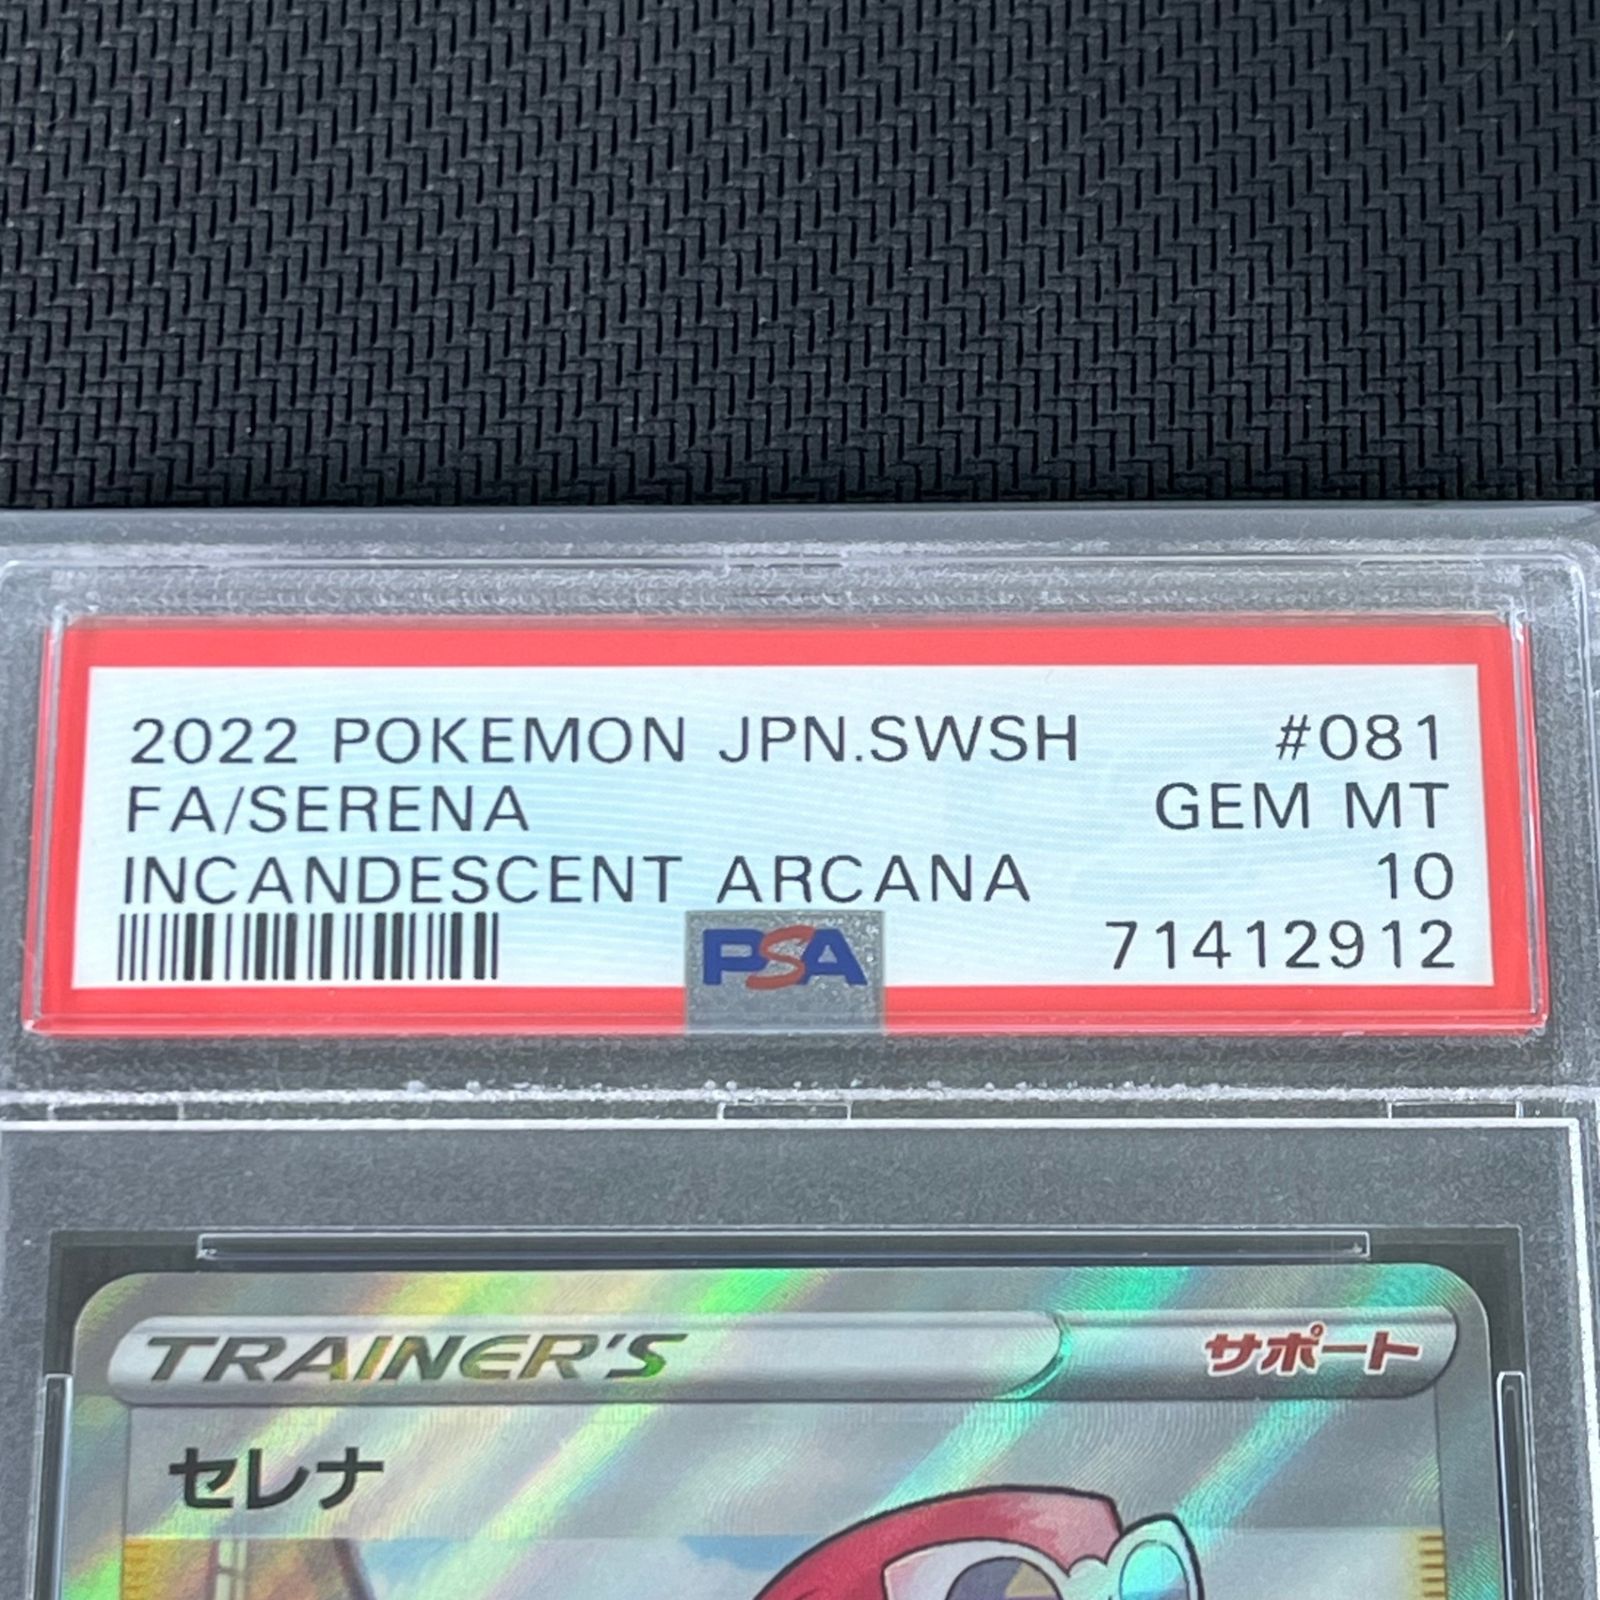 2022 POKEMON JPN.SWSH #081
FA/SERENA GEM MT
INCANDESCENT ARCANA 10
PSA 71412912
TRAINER'S サポート
セレナ